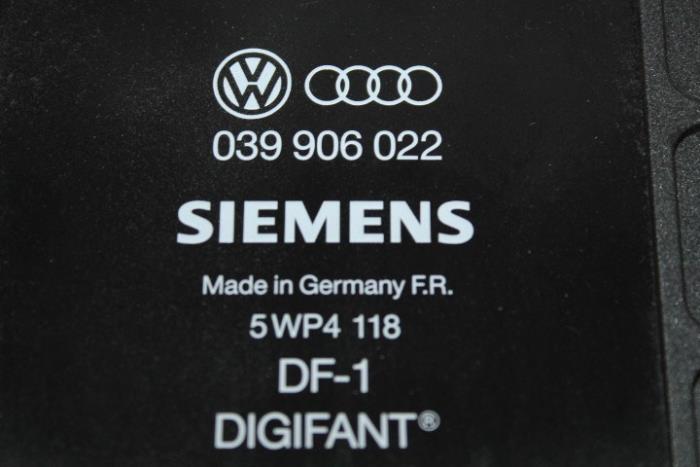 039 906 022
SIEMENS
Made in Germany F.R.
5WP4 118
DF-1
DIGIFANT®